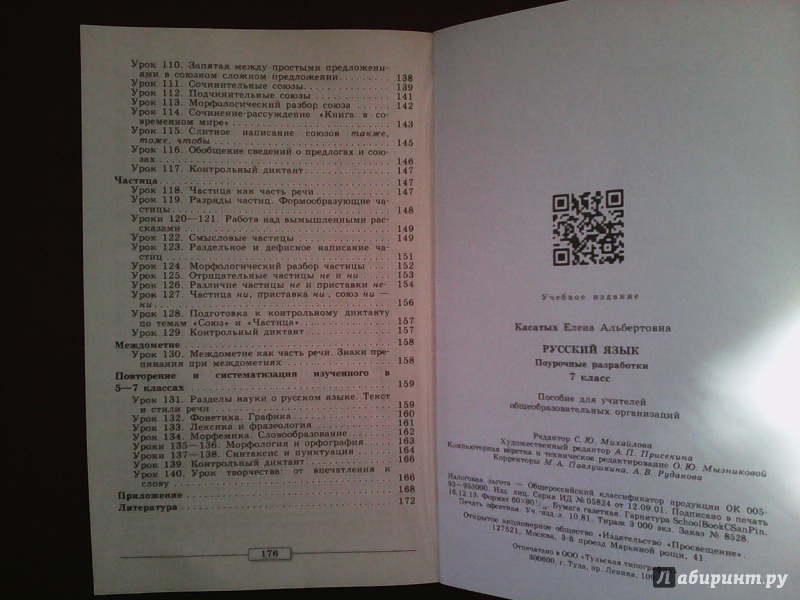 Урок 110. Запятая между простыми предложени-
ями в союзном сложном предложении. . . . . . . . 138
Урок 111. Сочинительные союзы. . . . . . . . . . . . 139
Урок 112. Подчинительные союзы . . . . . . . . . . . 141
Урок 113. Морфологический разбор союза . . . . . . 142
Урок 114. Сочинение-рассуждение «Книга в со-
временном мире» . . . . . . . . . . . . . . . . . . 143
Урок 115. Слитное написание союзов также,
тоже, чтобы . . . . . . . . . . . . . . . . . . . . . 145
Урок 116. Обобщение сведений о предлогах и сою-
зах . . . . . . . . . . . . . . . . . . . . . . . . . . 146
Урок 117. Контрольный диктант . . . . . . . . . . . . 147
Частица . . . . . . . . . . . . . . . . . . . . . . . . . 147
Урок 118. Частица как часть речи . . . . . . . . . . . 147
Урок 119. Разряды частиц. Формообразующие ча-
стицы . . . . . . . . . . . . . . . . . . . . . . . . . 148
Уроки 120—121. Работа над вымышленными рас-
сказами . . . . . . . . . . . . . . . . . . . . . . . . 149
Урок 122. Смысловые частицы . . . . . . . . . . . . . 149
Урок 123. Раздельное и дефисное написание ча-
стиц . . . . . . . . . . . . . . . . . . . . . . . . . . 151
Урок 124. Морфологический разбор частицы . . . . 152
Урок 125. Отрицательные частицы не и ни . . . . . 153
Урок 126. Различие частицы не и приставки не- 154
Урок 127. Частица ни, приставка ни-, союз ни —
ни . . . . . . . . . . . . . . . . . . . . . . . . . . . 156
Урок 128. Подготовка к контрольному диктанту
по темам «Союз» и «Частица» . . . . . . . . . . . . 157
Урок 129. Контрольный диктант . . . . . . . . . . . . 157
Междометие . . . . . . . . . . . . . . . . . . . . . . . 158
Урок 130. Междометие как часть речи. Знаки пре-
пинания при междометиях . . . . . . . . . . . . . . 158
Повторение и систематизация изученного в
5—7 классах . . . . . . . . . . . . . . . . . . . . . . . 159
Урок 131. Разделы науки о русском языке. Текст
и стили речи . . . . . . . . . . . . . . . . . . . . . . 159
Урок 132. Фонетика. Графика . . . . . . . . . . . . . 160
Урок 133. Лексика и фразеология . . . . . . . . . . . 161
Урок 134. Морфемика. Словообразование . . . . . . 162
Уроки 135—136. Морфология и орфография . . . . 163
Уроки 137—138. Синтаксис и пунктуация . . . . . . 164
Урок 139. Контрольный диктант . . . . . . . . . . . . 166
Урок 140. Урок творчества: от впечатления к
слову . . . . . . . . . . . . . . . . . . . . . . . . . . 166
Приложение . . . . . . . . . . . . . . . . . . . . . . . 168
Литература . . . . . . . . . . . . . . . . . . . . . . . . 172
176
Учебное издание
Касатых Елена Альбертовна
РУССКИЙ ЯЗЫК
Поурочные разработки
7 класс
Пособие для учителей
общеобразовательных организаций
Редактор С. Ю. Михайлова
Художественный редактор А. П. Присекина
Компьютерная вёрстка и техническое редактирование О. Ю. Мызниковой
Корректоры М. А. Павлушкина, А. В. Рудакова
Налоговая льгота — Общероссийский классификатор продукции ОК 005-
93—953000. Изд. лиц. Серия ИД № 05824 от 12.09.01. Подписано в печать
16.12.13. Формат 60×90 1/16. Бумага газетная. Гарнитура SchoolBookCSanPin.
Печать офсетная. Уч.-изд. л. 10,81. Тираж 3 000 экз. Заказ № 8528.
Открытое акционерное общество «Издательство «Просвещение».
127521, Москва, 3-й проезд Марьиной рощи, 41.
Отпечатано в ООО «Тульская
300600, г. Тула, пр. Ленина,
Лабиринт.ру